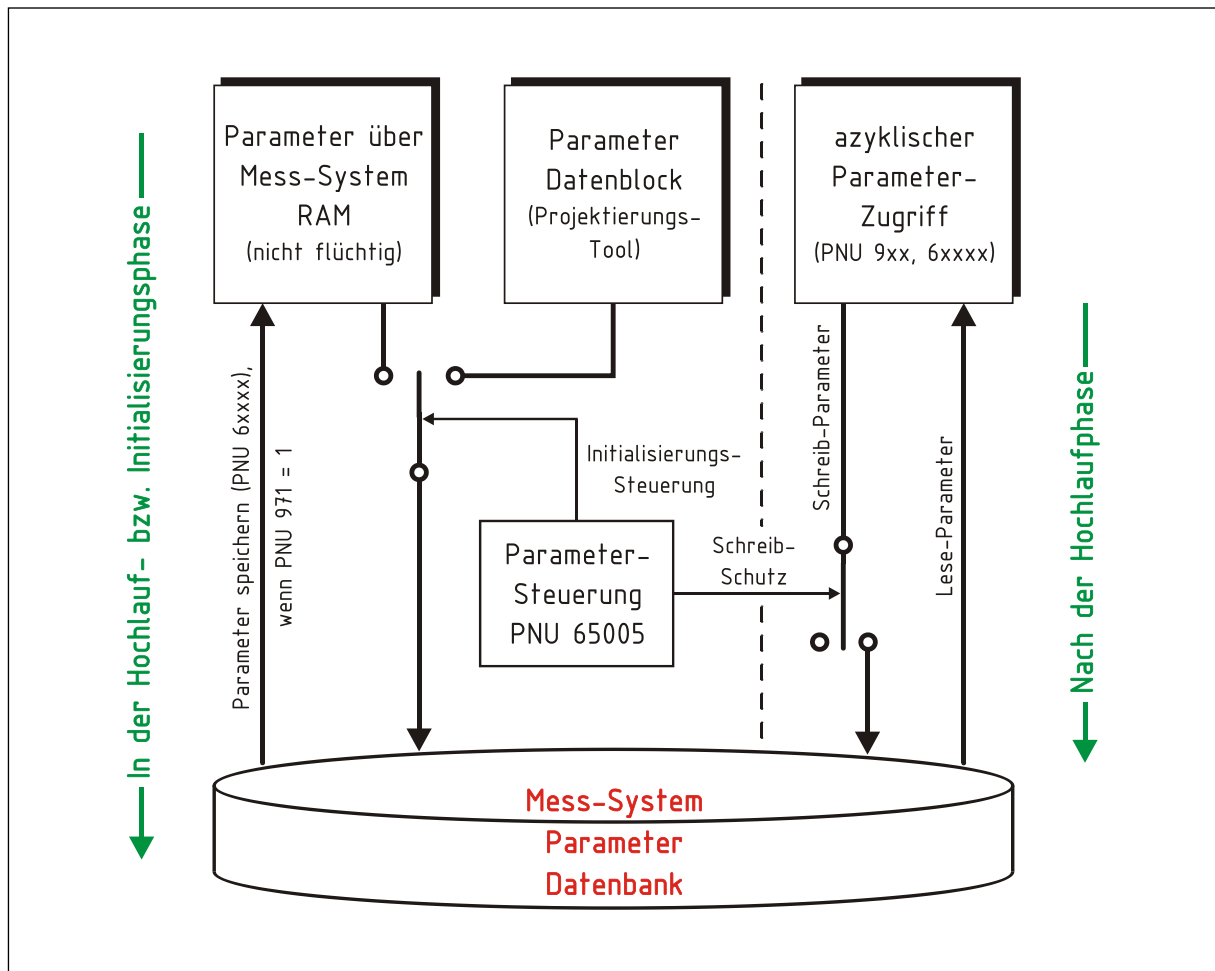 Parameter über
Mess-System
RAM
(nicht flüchtig)
Parameter
Datenblock
(Projektierungs-
Tool)
azyklischer
Parameter-
Zugriff
(PNU 9xx, 6xxxx)
In der Hochlauf- bzw. Initialisierungsphase
Parameter speichern (PNU 6xxxx),
wenn PNU 971 = 1
Initialisierungs-
Steuerung
Parameter-
Steuerung
PNU 65005
Schreib-
Schutz
Schreib-Parameter
Lese-Parameter
Nach der Hochlaufphase
Mess-System
Parameter
Datenbank